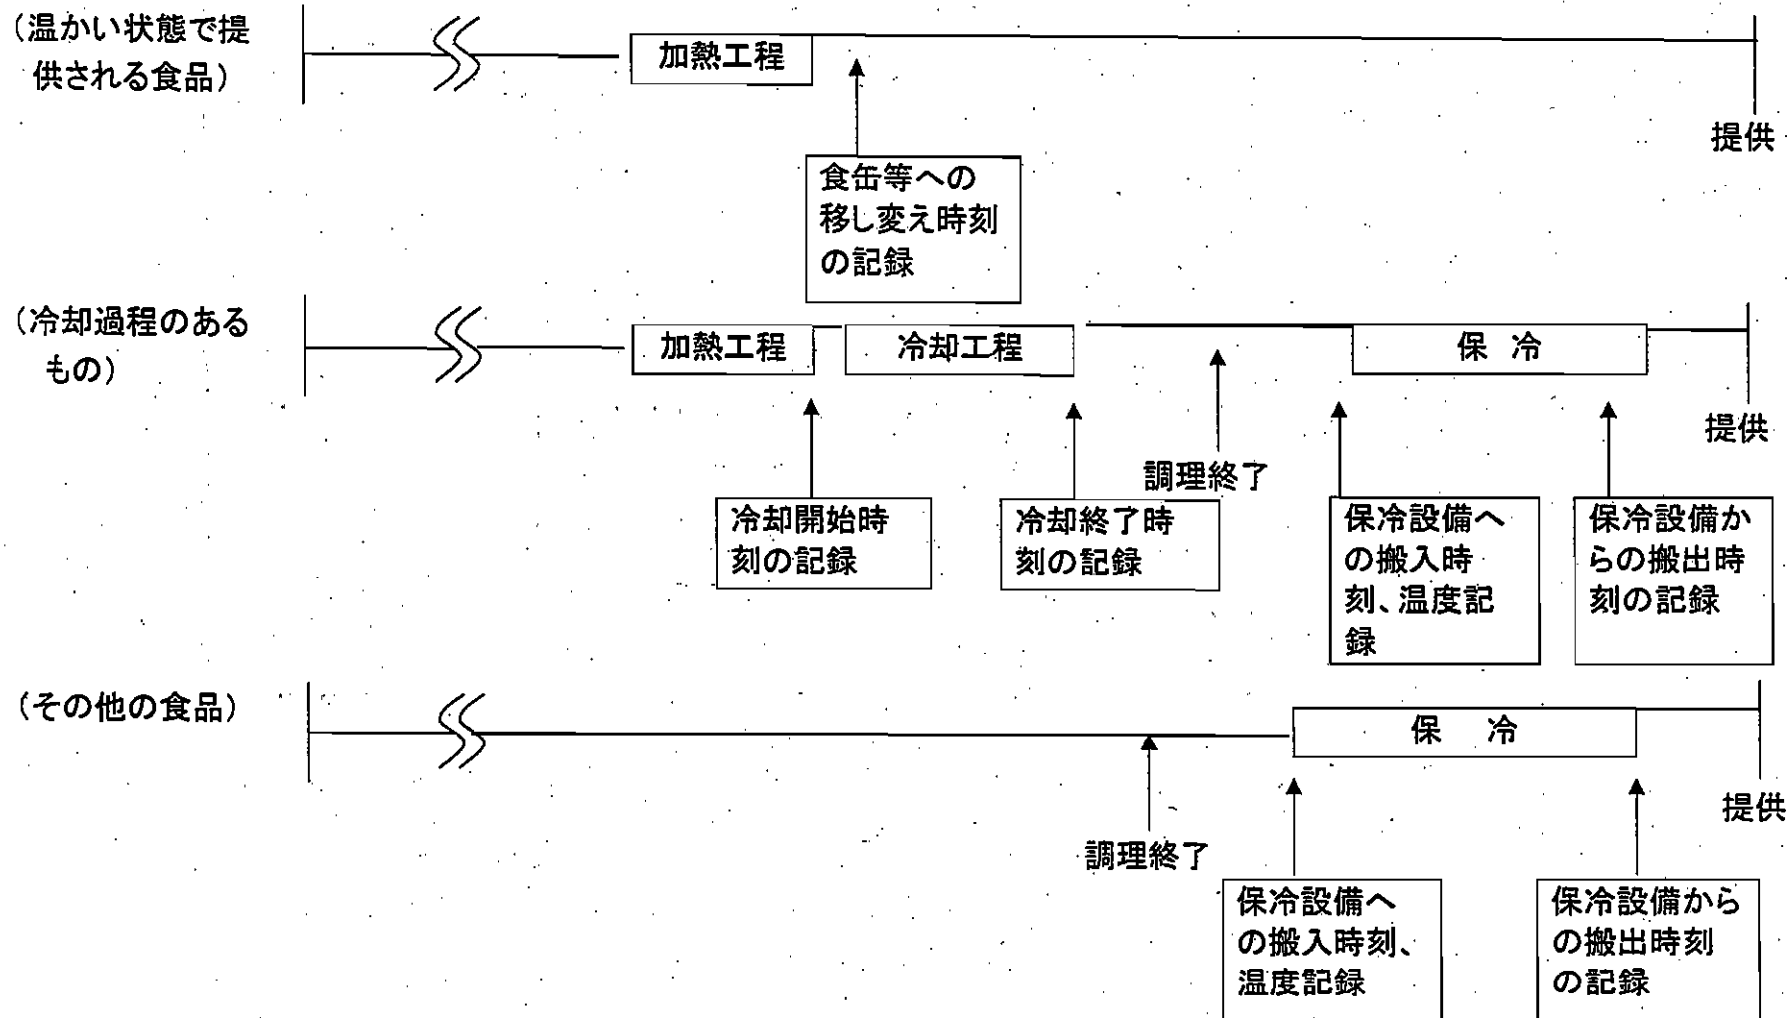 （温かい状態で提
供される食品）
加熱工程
提供
食缶等への
移し変え時刻
の記録
（冷却過程のある
もの）
加熱工程
冷却工程
保 冷
提供
調理終了
冷却開始時
刻の記録
冷却終了時
刻の記録
保冷設備へ
の搬入時
刻、温度記
録
保冷設備か
らの搬出時
刻の記録
（その他の食品）
保 冷
提供
調理終了
保冷設備へ
の搬入時刻、
温度記録
保冷設備から
の搬出時刻
の記録